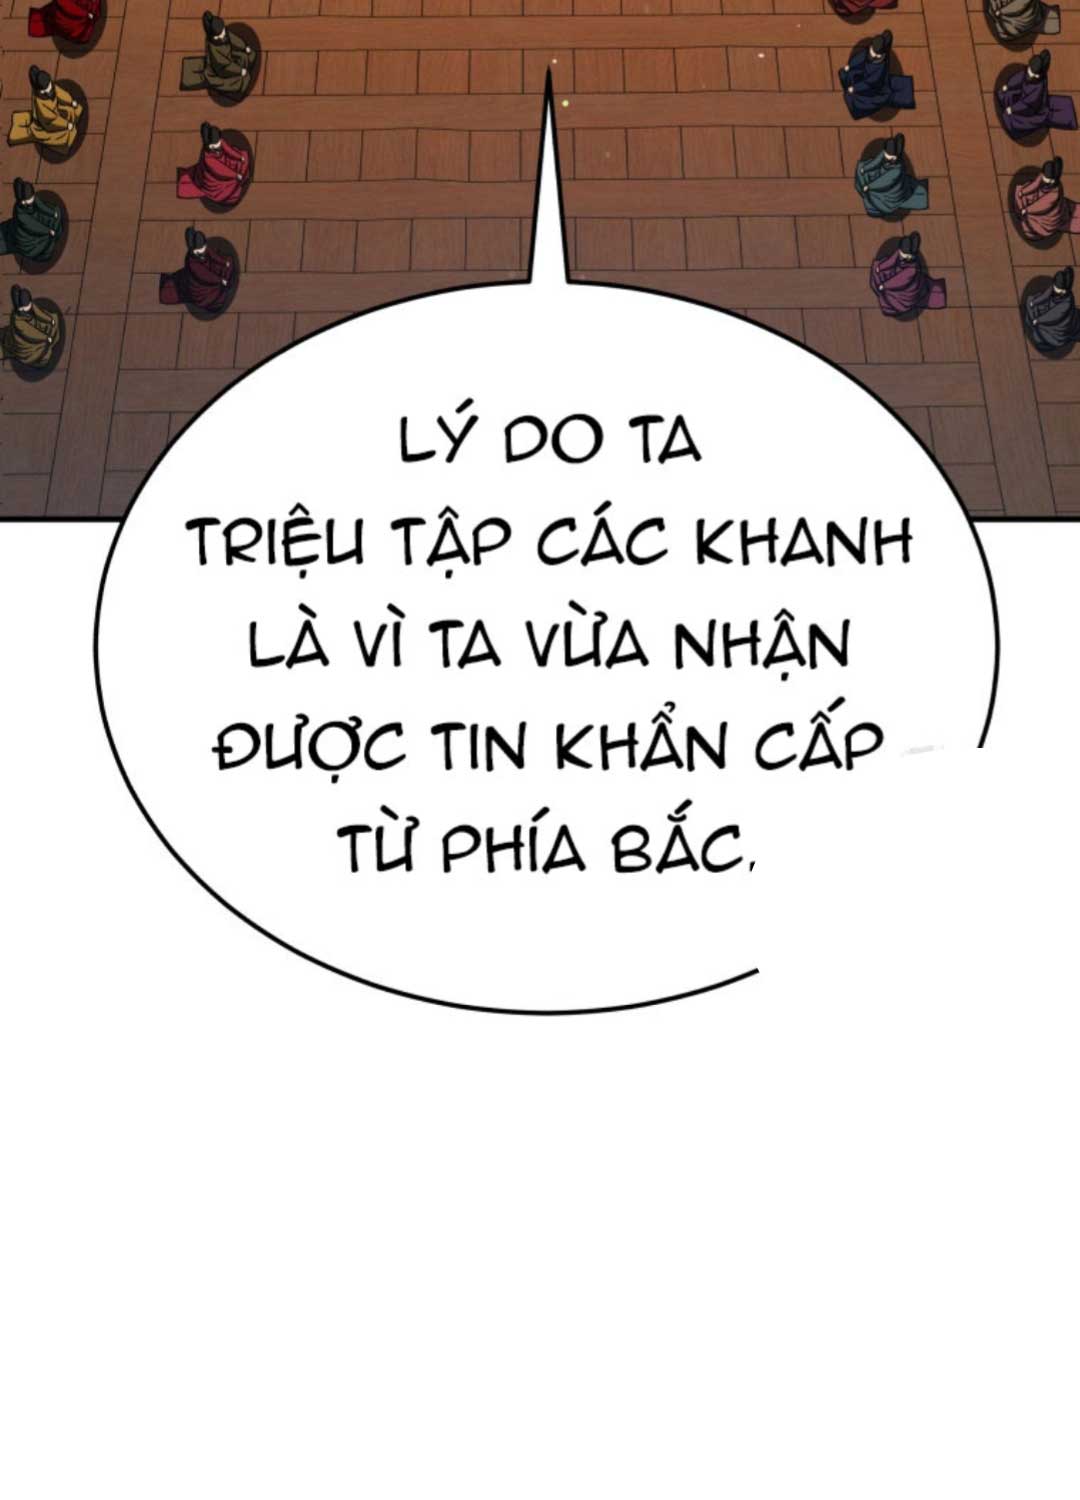 LÝ DO TA
TRIỆU TẬP CÁC KHANH
LÀ VÌ TA VỪA NHẬN
ĐƯỢC TIN KHẨN CẤP
TỪ PHÍA BẮC,